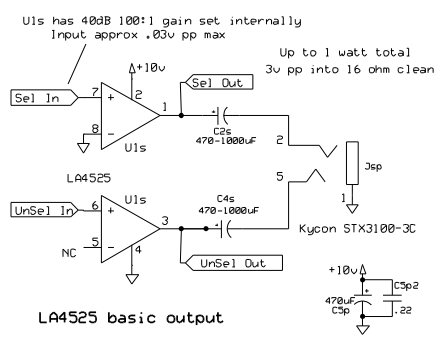 U1s has 40dB 100:1 gain set internally
Input approx .03v pp max
Up to 1 watt total
3v pp into 16 ohm clean
+10v
Sel Out
Sel In
7
+
2
1
8
-
U1s
+
C2s
470-1000uF
2
5
Jsp
1
Kycon STX3100-3C
LA4525
U1s
C4s
470-1000uF
UnSel In
6
+
3
+
NC
5
-
4
UnSel Out
+10v
+
C5p2
470uF
C5p
.22
LA4525 basic output